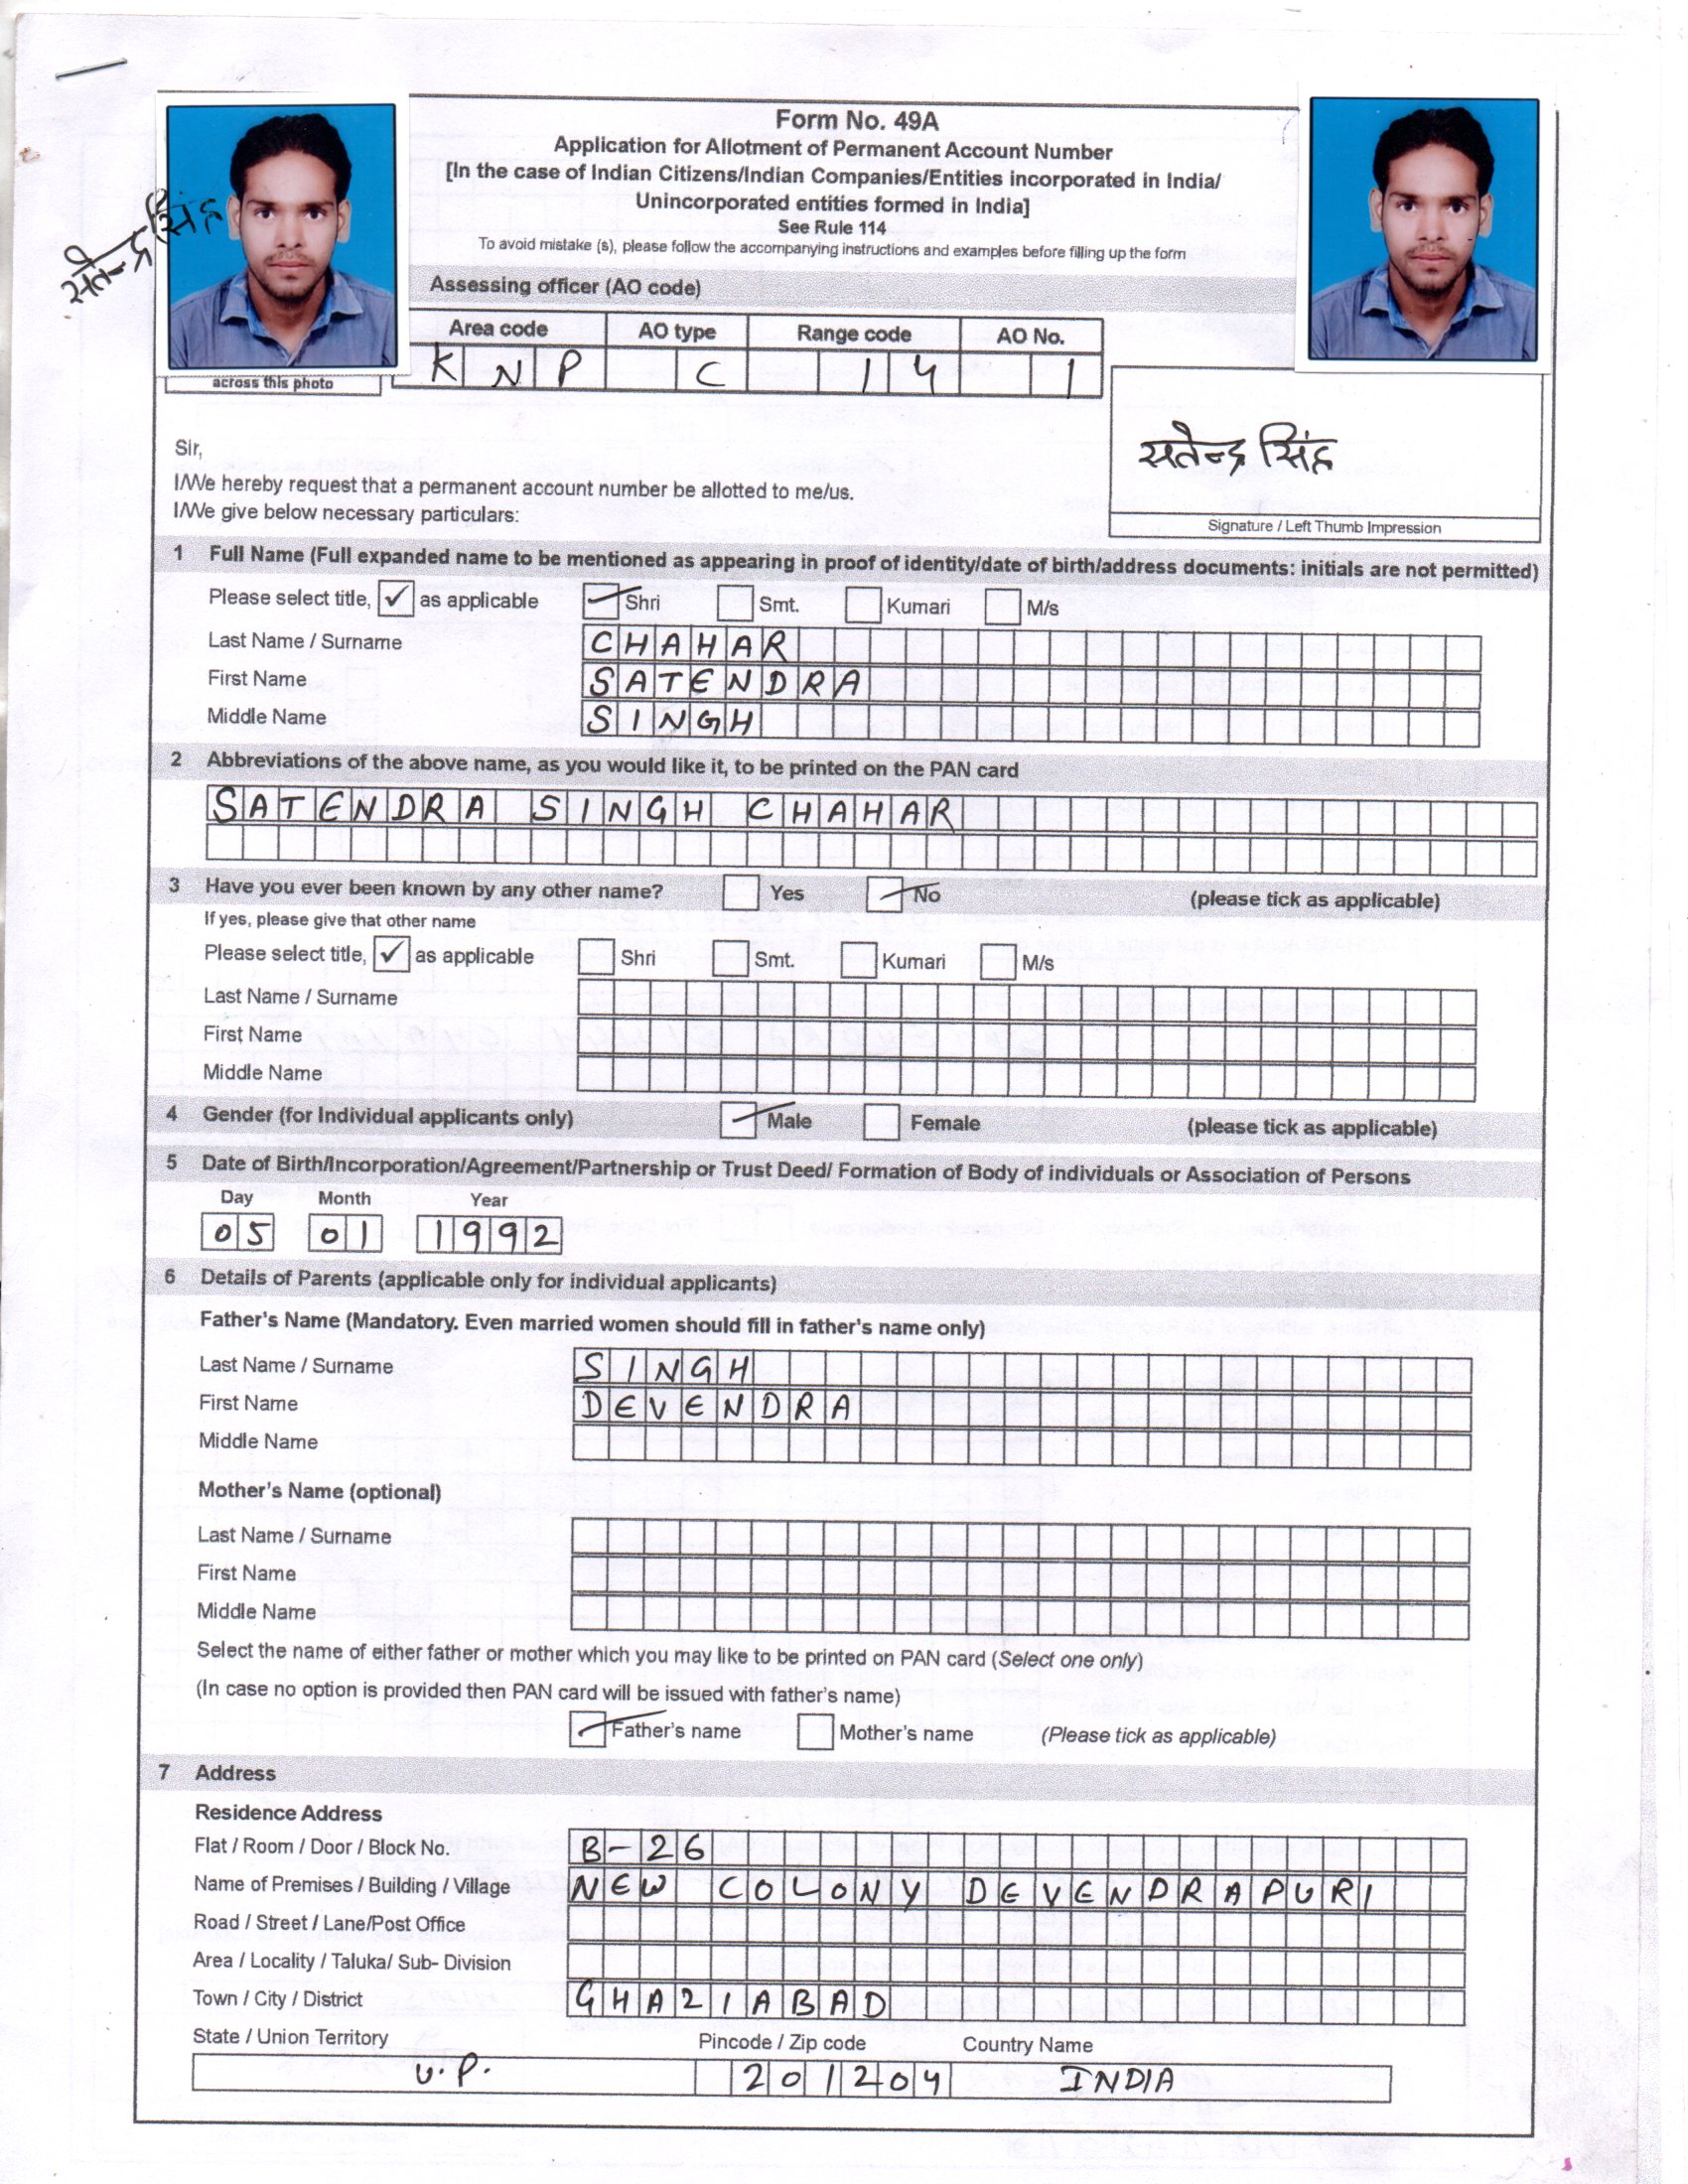 Form No. 49A
Application for Allotment of Permanent Account Number
[In the case of Indian Citizens/Indian Companies/Entities incorporated in India/
Unincorporated entities formed in India]
See Rule 114
To avoid mistake (s), please follow the accompanying instructions and examples before filling up the form
सतेन्द्र सिंह
Assessing officer (AO code)
Area code AO type Range code AO No.
KNP C 14 1
across this photo
सतेन्द्र सिंह
Signature / Left Thumb Impression
Sir,
I/We hereby request that a permanent account number be allotted to me/us.
I/We give below necessary particulars:
1 Full Name (Full expanded name to be mentioned as appearing in proof of identity/date of birth/address documents: initials are not permitted)
Please select title, ✓ as applicable Shri Smt. Kumari M/s
Last Name / Surname CHAHAR
First Name SATENDRA
Middle Name SINGH
2 Abbreviations of the above name, as you would like it, to be printed on the PAN card
SATENDRA SINGH CHAHAR
3 Have you ever been known by any other name? Yes No (please tick as applicable)
If yes, please give that other name
Please select title, ✓ as applicable Shri Smt. Kumari M/s
Last Name / Surname
First Name
Middle Name
4 Gender (for Individual applicants only) Male Female (please tick as applicable)
5 Date of Birth/Incorporation/Agreement/Partnership or Trust Deed/ Formation of Body of individuals or Association of Persons
Day Month Year
05 01 1992
6 Details of Parents (applicable only for individual applicants)
Father's Name (Mandatory. Even married women should fill in father's name only)
Last Name / Surname SINGH
First Name DEVENDRA
Middle Name
Mother's Name (optional)
Last Name / Surname
First Name
Middle Name
Select the name of either father or mother which you may like to be printed on PAN card (Select one only)
(In case no option is provided then PAN card will be issued with father's name)
Father's name Mother's name (Please tick as applicable)
7 Address
Residence Address
Flat / Room / Door / Block No. B-26
Name of Premises / Building / Village NEW COLONY DEVENDRAPURI
Road / Street / Lane/Post Office
Area / Locality / Taluka/ Sub- Division
Town / City / District GHAZIABAD
State / Union Territory Pincode / Zip code Country Name
U.P. 201204 INDIA